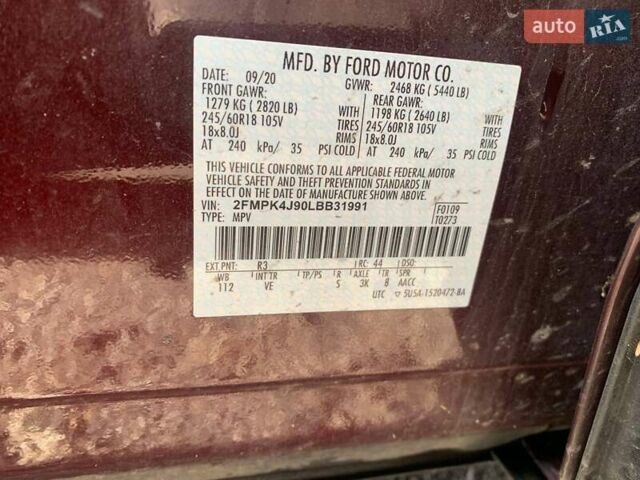 auto RIA .com
MFD. BY FORD MOTOR CO.
DATE: 09/20 GVWR: 2468 KG ( 5440 LB)
FRONT GAWR: REAR GAWR:
1279 KG ( 2820 LB) WITH 1198 KG ( 2640 LB) WITH
245/60R18 105V TIRES 245/60R18 105V TIRES
18x8.0J RIMS 18x8.0J RIMS
AT 240 kPa/ 35 PSI COLD AT 240 kPa/ 35 PSI COLD
THIS VEHICLE CONFORMS TO ALL APPLICABLE FEDERAL MOTOR
VEHICLE SAFETY AND THEFT PREVENTION STANDARDS IN
EFFECT ON THE DATE OF MANUFACTURE SHOWN ABOVE.
VIN: 2FMPK4J90LBB31991 F0109
TYPE: MPV T0273
EXT PNT: R3 RC: 44 DSO:
WB INT TR TP/PS R AXLE TR SPR
112 VE S 3K 8 AACC
UTC ▽ 5U5A-1520472-BA